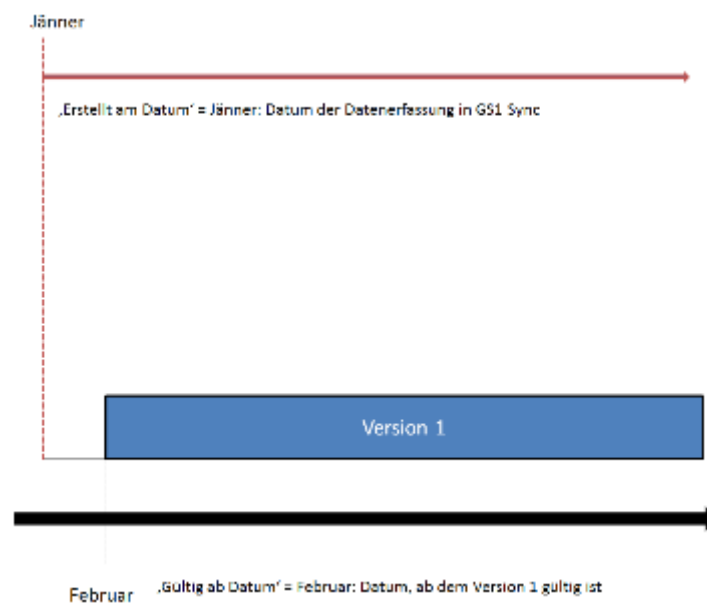 Jänner
‚Erstellt am Datum‘ = Jänner: Datum der Datenerfassung in GS1 Sync
Version 1
Februar
‚Gültig ab Datum‘ = Februar: Datum, ab dem Version 1 gültig ist